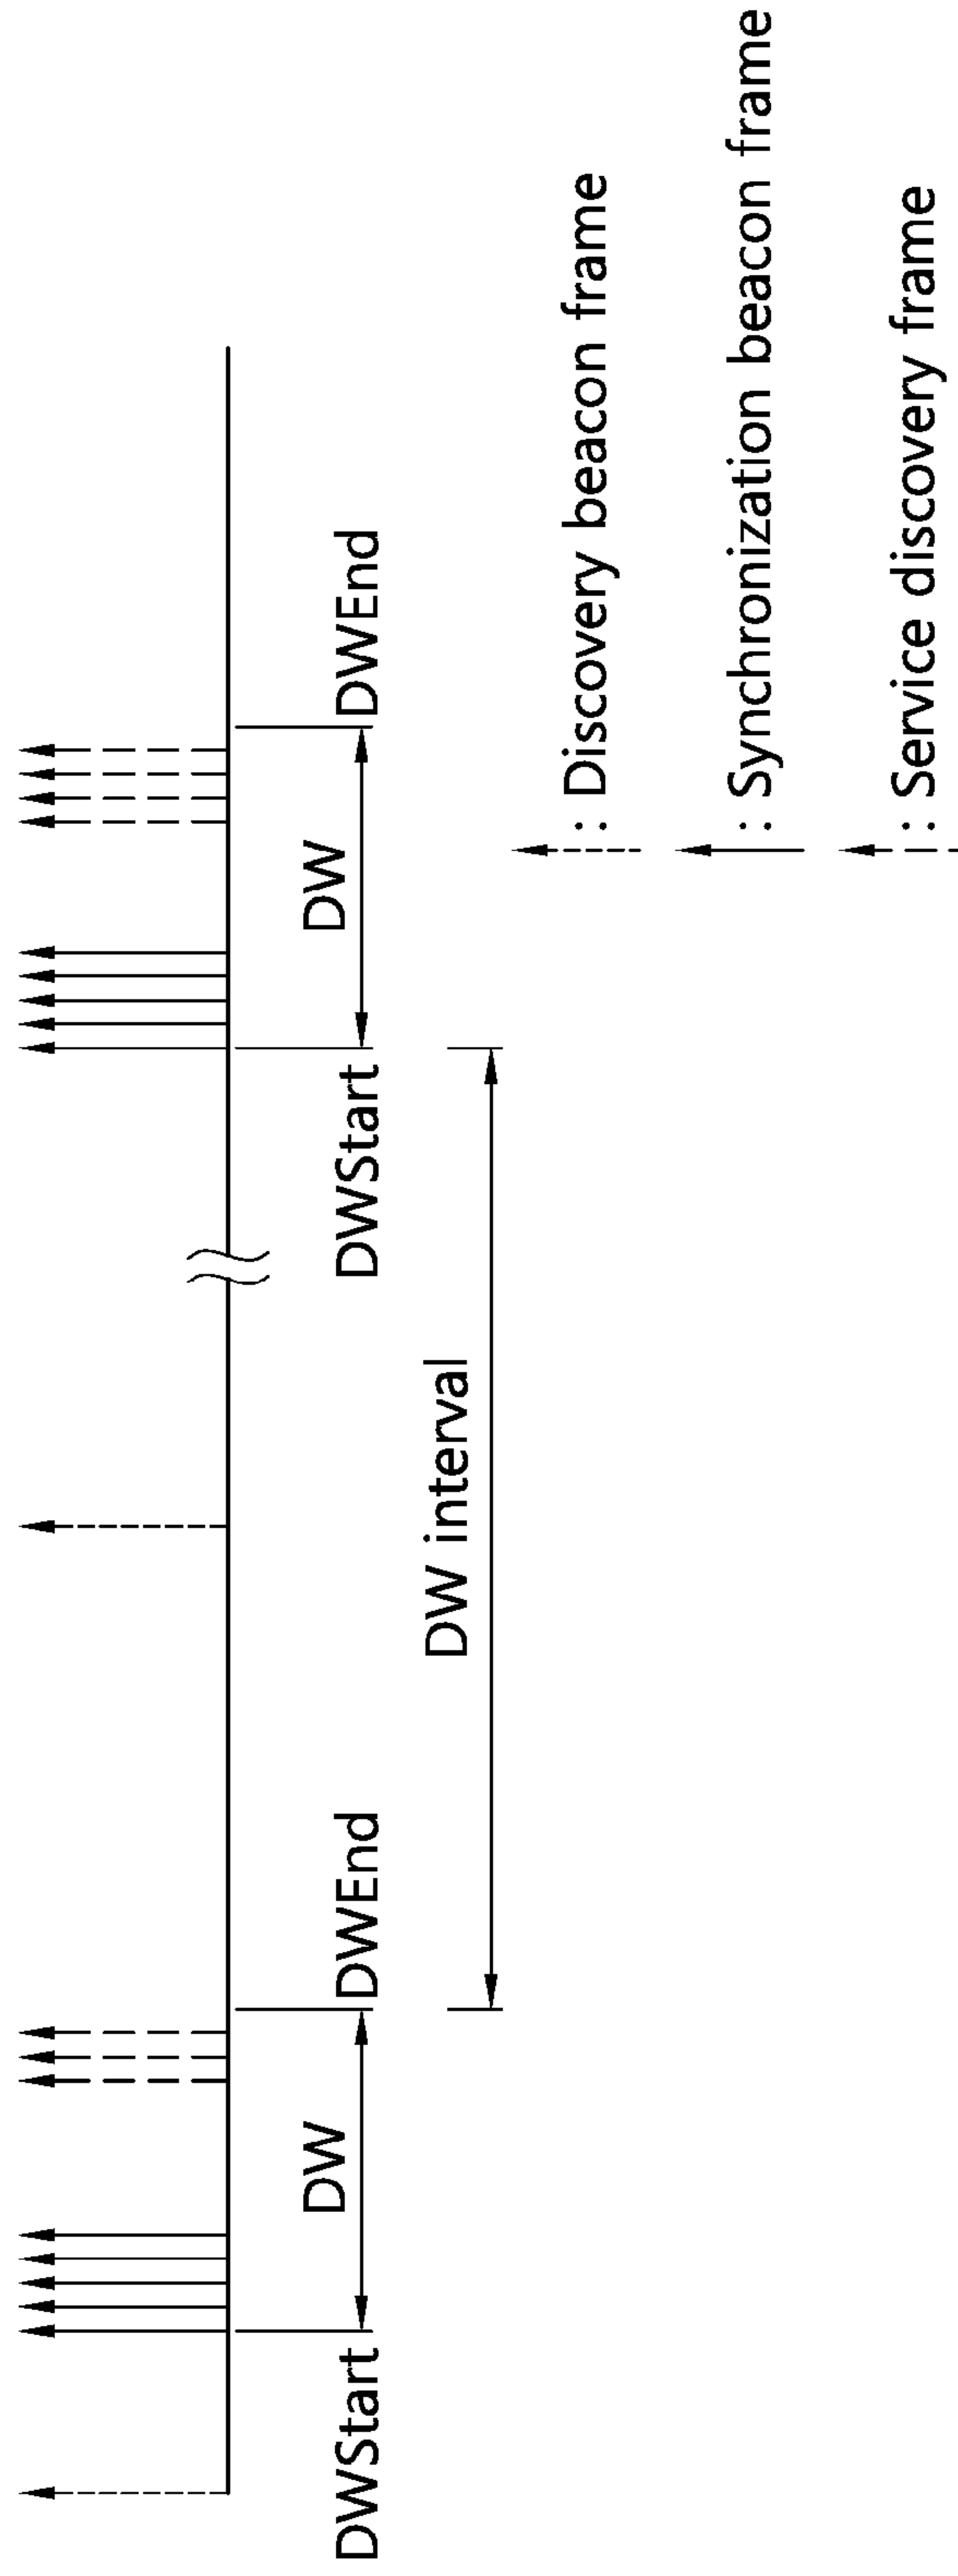 DWStart
DW
DWEnd
DW interval
DWStart
DW
DWEnd
: Discovery beacon frame
: Synchronization beacon frame
: Service discovery frame